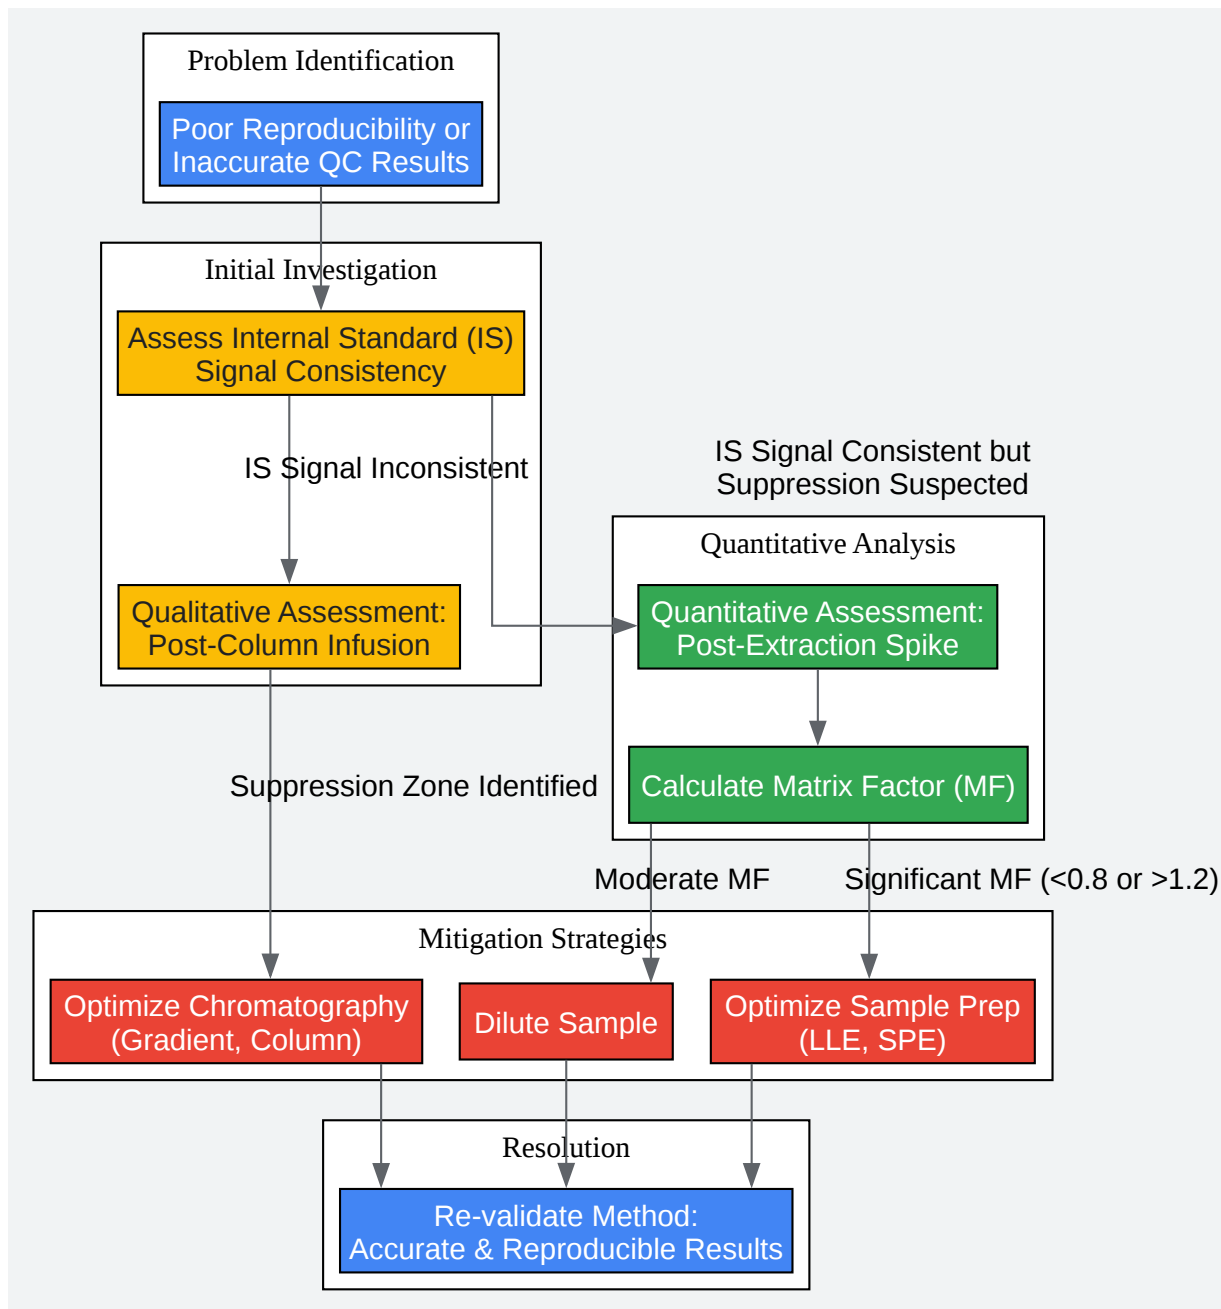 Problem Identification
Poor Reproducibility or
Inaccurate QC Results
Initial Investigation
Assess Internal Standard (IS)
Signal Consistency
IS Signal Inconsistent
IS Signal Consistent but
Suppression Suspected
Qualitative Assessment:
Post-Column Infusion
Quantitative Analysis
Quantitative Assessment:
Post-Extraction Spike
Calculate Matrix Factor (MF)
Suppression Zone Identified
Moderate MF
Significant MF (<0.8 or >1.2)
Mitigation Strategies
Optimize Chromatography
(Gradient, Column)
Dilute Sample
Optimize Sample Prep
(LLE, SPE)
Resolution
Re-validate Method:
Accurate & Reproducible Results